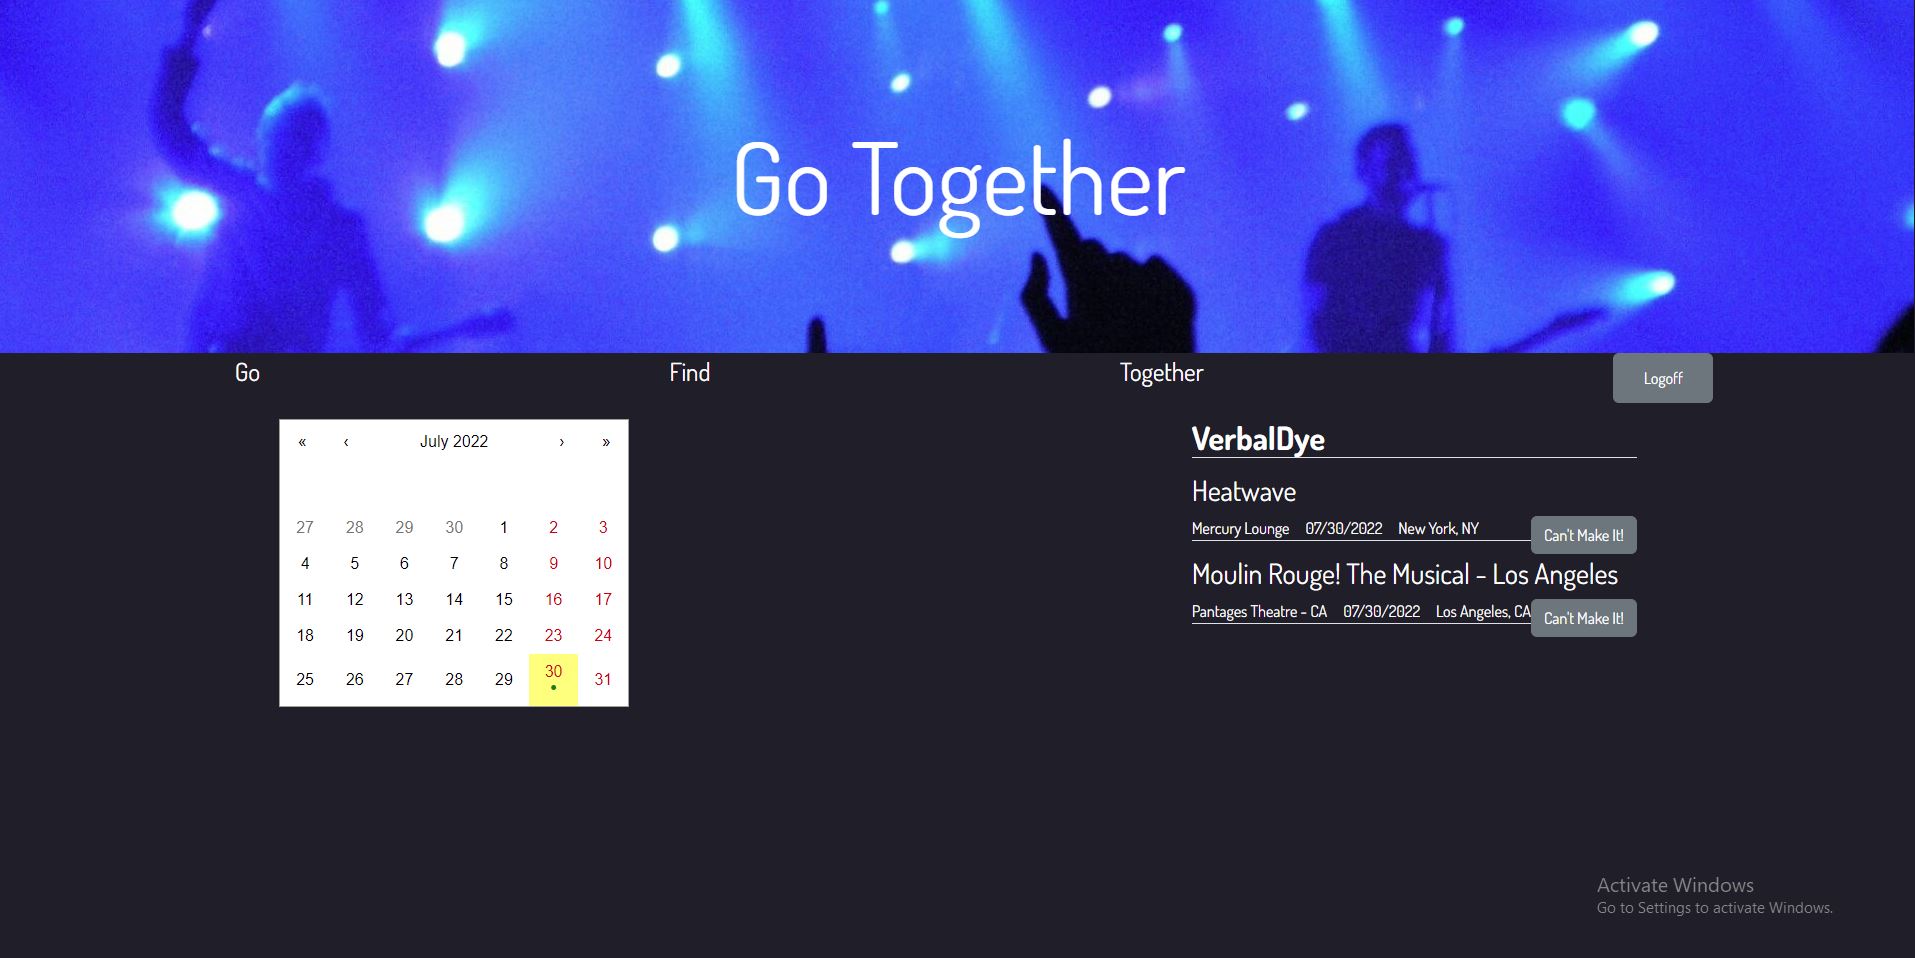 Go Together
Go Find Together Logoff
« ‹ July 2022 › »
27 28 29 30 1 2 3
4 5 6 7 8 9 10
11 12 13 14 15 16 17
18 19 20 21 22 23 24
25 26 27 28 29 30 31
VerbalDye
Heatwave
Mercury Lounge 07/30/2022 New York, NY Can't Make It!
Moulin Rouge! The Musical - Los Angeles
Pantages Theatre - CA 07/30/2022 Los Angeles, CA Can't Make It!
Activate Windows
Go to Settings to activate Windows.